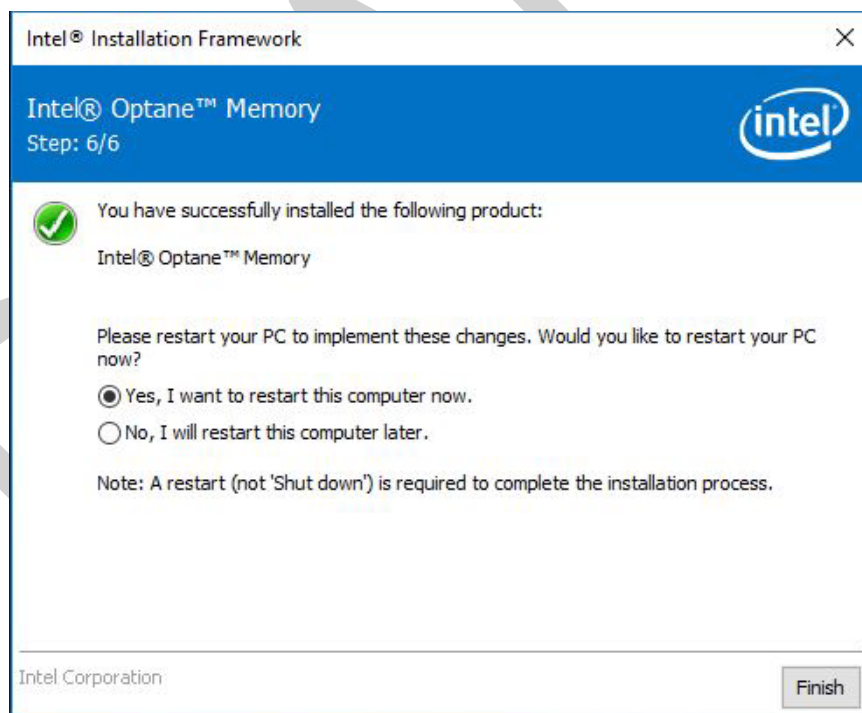 Intel® Installation Framework
Intel® Optane™ Memory
Step: 6/6
intel
You have successfully installed the following product:
Intel® Optane™ Memory
Please restart your PC to implement these changes. Would you like to restart your PC
now?
Yes, I want to restart this computer now.
No, I will restart this computer later.
Note: A restart (not 'Shut down') is required to complete the installation process.
Intel Corporation
Finish